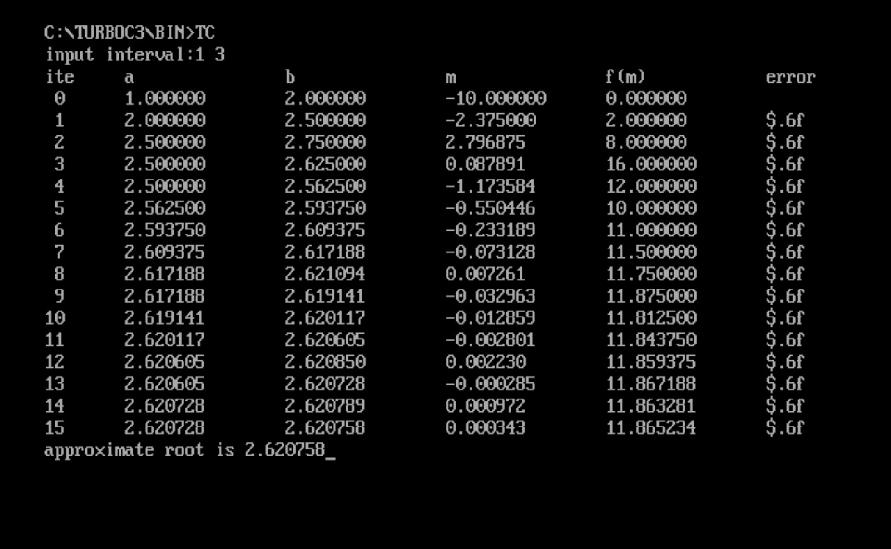 C:\TURBOC3\BIN>TC
input interval:1 3
ite a b m f(m) error
0 1.000000 2.000000 -10.000000 0.000000
1 2.000000 2.500000 -2.375000 2.000000 $.6f
2 2.500000 2.750000 2.796875 8.000000 $.6f
3 2.500000 2.625000 0.087891 16.000000 $.6f
4 2.500000 2.562500 -1.173584 12.000000 $.6f
5 2.562500 2.593750 -0.550446 10.000000 $.6f
6 2.593750 2.609375 -0.233189 11.000000 $.6f
7 2.609375 2.617188 -0.073128 11.500000 $.6f
8 2.617188 2.621094 0.007261 11.750000 $.6f
9 2.617188 2.619141 -0.032963 11.875000 $.6f
10 2.619141 2.620117 -0.012859 11.812500 $.6f
11 2.620117 2.620605 -0.002801 11.843750 $.6f
12 2.620605 2.620850 0.002230 11.859375 $.6f
13 2.620605 2.620728 -0.000285 11.867188 $.6f
14 2.620728 2.620789 0.000972 11.863281 $.6f
15 2.620728 2.620758 0.000343 11.865234 $.6f
approximate root is 2.620758_